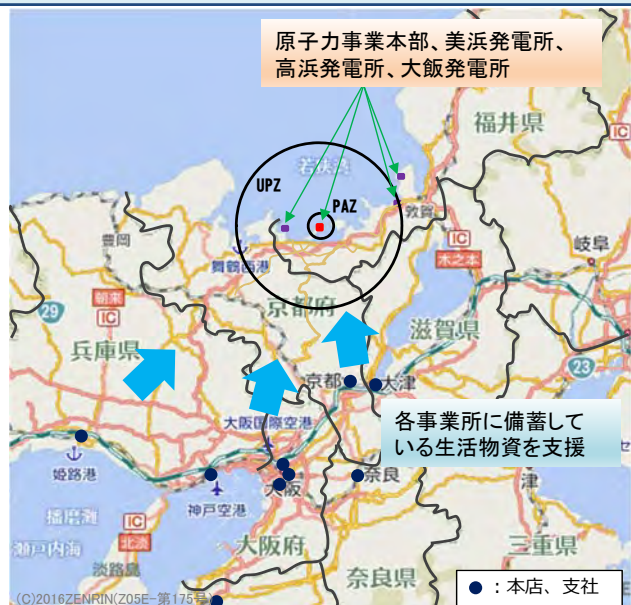 原子力事業本部、美浜発電所、
高浜発電所、大飯発電所
福井県
IC
若狭湾
UPZ
PAZ
敦賀
豊岡
舞鶴西港
IC
木之本
岐阜
朝来
IC
29
京都府
滋賀県
兵庫県
23
京都
大津
大阪国際空港
各事業所に備蓄して
いる生活物資を支援
姫路港
奈良
大阪
神戸空港
津
播磨灘
IC
北淡
瀬戸内海
大阪府
三重県
淡路島
奈良県
●：本店、支社
(C)2016ZENRIN(Z05E-第175号)